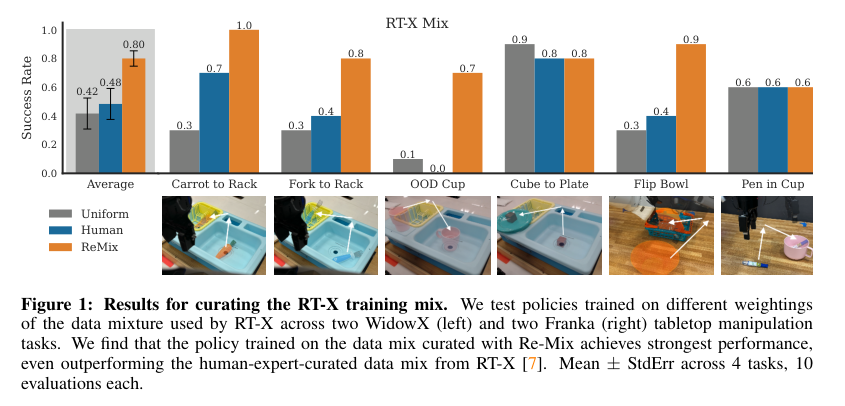 RT-X Mix
Success Rate
1.0
0.8
0.6
0.4
0.2
0.0
0.42 0.48 0.80
0.3 0.7 1.0
0.3 0.4 0.8
0.1 0.0 0.7
0.9 0.8 0.8
0.3 0.4 0.9
0.6 0.6 0.6
Average Carrot to Rack Fork to Rack OOD Cup Cube to Plate Flip Bowl Pen in Cup
Uniform
Human
ReMix
Figure 1: Results for curating the RT-X training mix. We test policies trained on different weightings
of the data mixture used by RT-X across two WidowX (left) and two Franka (right) tabletop manipulation
tasks. We find that the policy trained on the data mix curated with Re-Mix achieves strongest performance,
even outperforming the human-expert-curated data mix from RT-X [7]. Mean ± StdErr across 4 tasks, 10
evaluations each.